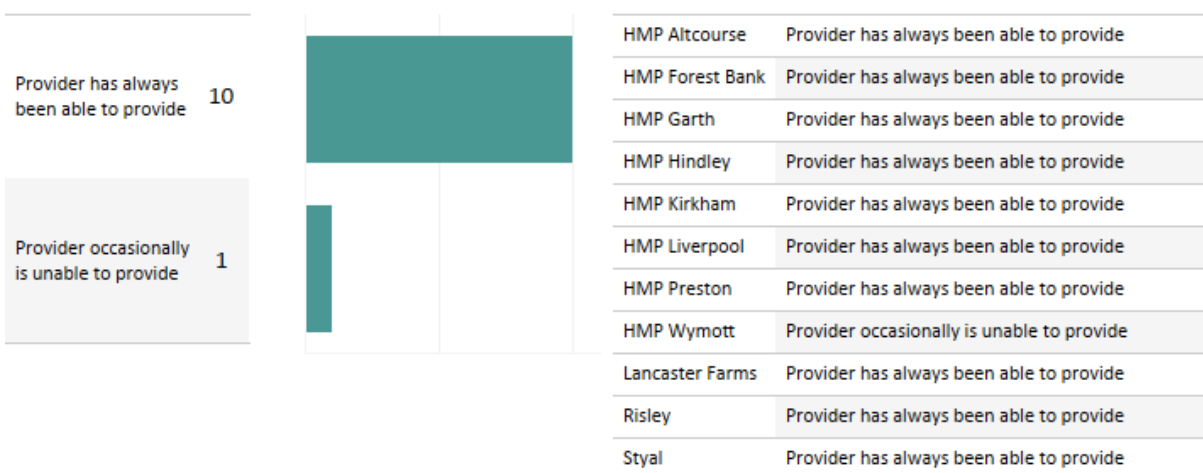 Provider has always
been able to provide 10
Provider occasionally
is unable to provide 1
HMP Altcourse Provider has always been able to provide
HMP Forest Bank Provider has always been able to provide
HMP Garth Provider has always been able to provide
HMP Hindley Provider has always been able to provide
HMP Kirkham Provider has always been able to provide
HMP Liverpool Provider has always been able to provide
HMP Preston Provider has always been able to provide
HMP Wymott Provider occasionally is unable to provide
Lancaster Farms Provider has always been able to provide
Risley Provider has always been able to provide
Styal Provider has always been able to provide